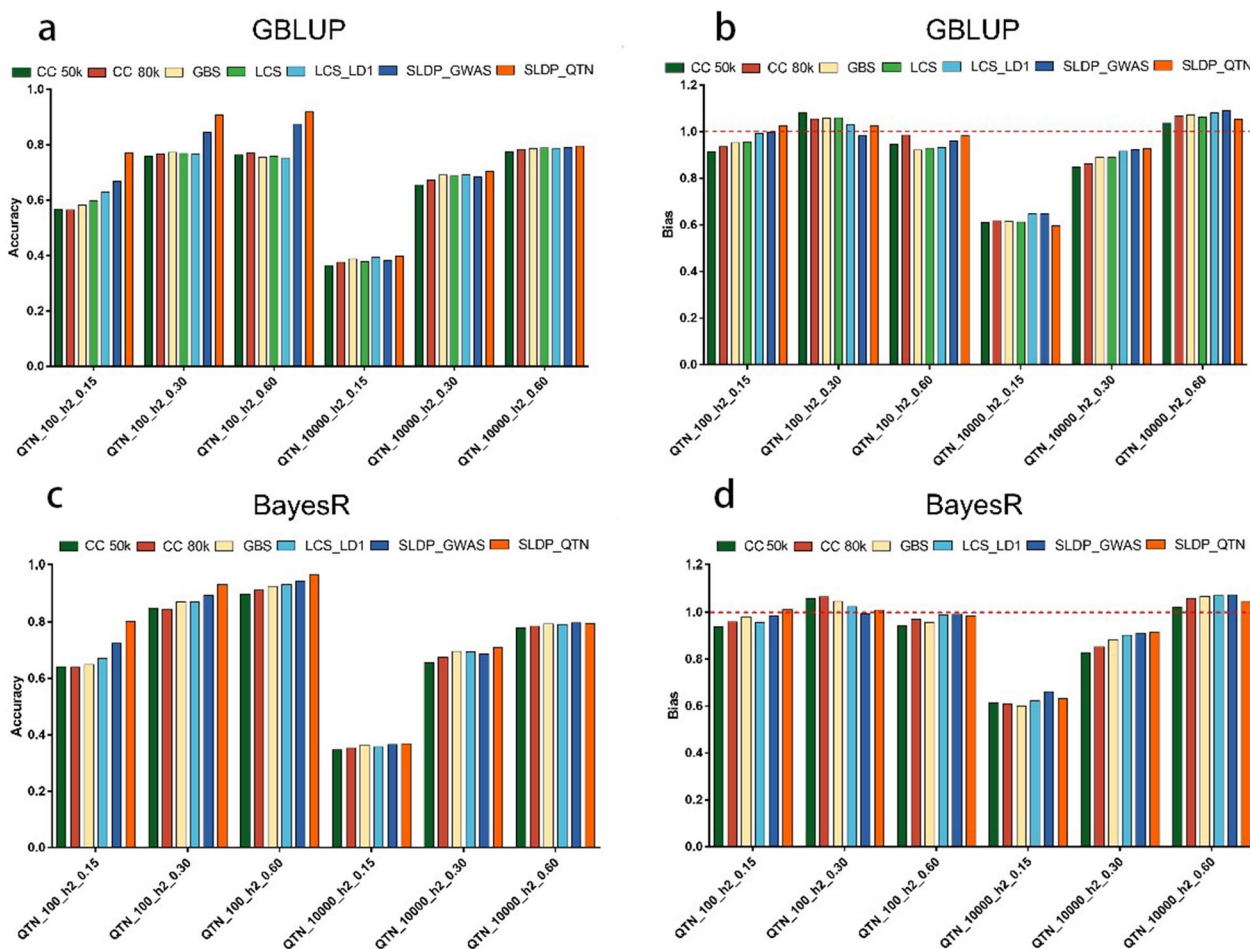 a
GBLUP
CC 50k CC 80k GBS LCS LCS_LD1 SLDP_GWAS SLDP_QTN
Accuracy
1.0
0.8
0.6
0.4
0.2
0.0
QTN_100_h2_0.15
QTN_100_h2_0.30
QTN_100_h2_0.60
QTN_10000_h2_0.15
QTN_10000_h2_0.30
QTN_10000_h2_0.60
b
GBLUP
CC 50k CC 80k GBS LCS LCS_LD1 SLDP_GWAS SLDP_QTN
Bias
1.2
1.0
0.8
0.6
0.4
0.2
0.0
QTN_100_h2_0.15
QTN_100_h2_0.30
QTN_100_h2_0.60
QTN_10000_h2_0.15
QTN_10000_h2_0.30
QTN_10000_h2_0.60
c
BayesR
CC 50k CC 80k GBS LCS_LD1 SLDP_GWAS SLDP_QTN
Accuracy
1.0
0.8
0.6
0.4
0.2
0.0
QTN_100_h2_0.15
QTN_100_h2_0.30
QTN_100_h2_0.60
QTN_10000_h2_0.15
QTN_10000_h2_0.30
QTN_10000_h2_0.60
d
BayesR
CC 50k CC 80k GBS LCS_LD1 SLDP_GWAS SLDP_QTN
Bias
1.2
1.0
0.8
0.6
0.4
0.2
0.0
QTN_100_h2_0.15
QTN_100_h2_0.30
QTN_100_h2_0.60
QTN_10000_h2_0.15
QTN_10000_h2_0.30
QTN_10000_h2_0.60